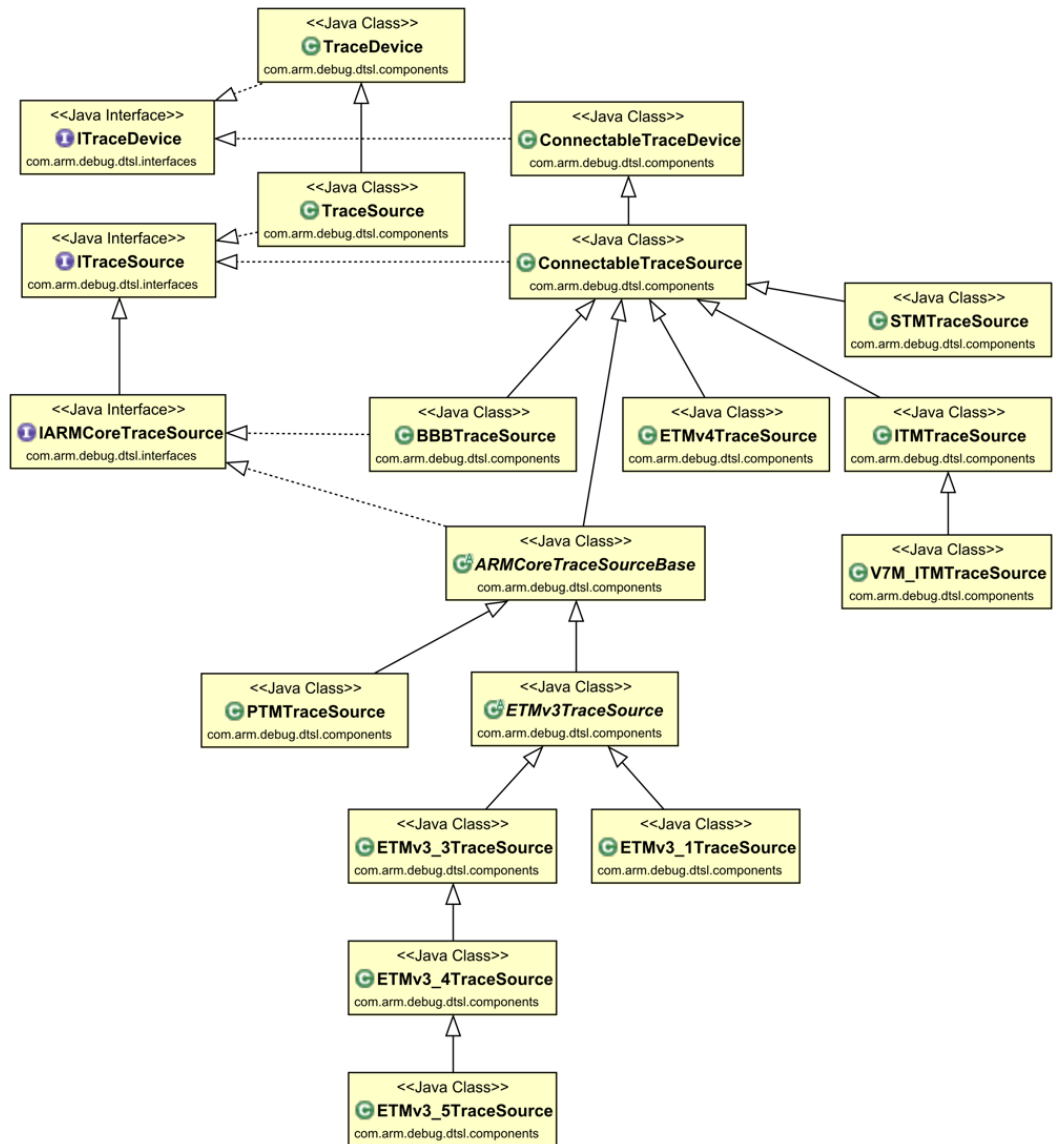 <<Java Class>>
C TraceDevice
com.arm.debug.dtsl.components
<<Java Interface>>
I ITraceDevice
com.arm.debug.dtsl.interfaces
<<Java Class>>
C ConnectableTraceDevice
com.arm.debug.dtsl.components
<<Java Class>>
C TraceSource
com.arm.debug.dtsl.components
<<Java Interface>>
I ITraceSource
com.arm.debug.dtsl.interfaces
<<Java Class>>
C ConnectableTraceSource
com.arm.debug.dtsl.components
<<Java Class>>
C STMTraceSource
com.arm.debug.dtsl.components
<<Java Interface>>
I IARMCoreTraceSource
com.arm.debug.dtsl.interfaces
<<Java Class>>
C BBBTraceSource
com.arm.debug.dtsl.components
<<Java Class>>
C ETMv4TraceSource
com.arm.debug.dtsl.components
<<Java Class>>
C ITMTraceSource
com.arm.debug.dtsl.components
<<Java Class>>
C A ARMCoreTraceSourceBase
com.arm.debug.dtsl.components
<<Java Class>>
C V7M_ITMTraceSource
com.arm.debug.dtsl.components
<<Java Class>>
C PTMTraceSource
com.arm.debug.dtsl.components
<<Java Class>>
C A ETMv3TraceSource
com.arm.debug.dtsl.components
<<Java Class>>
C ETMv3_3TraceSource
com.arm.debug.dtsl.components
<<Java Class>>
C ETMv3_1TraceSource
com.arm.debug.dtsl.components
<<Java Class>>
C ETMv3_4TraceSource
com.arm.debug.dtsl.components
<<Java Class>>
C ETMv3_5TraceSource
com.arm.debug.dtsl.components